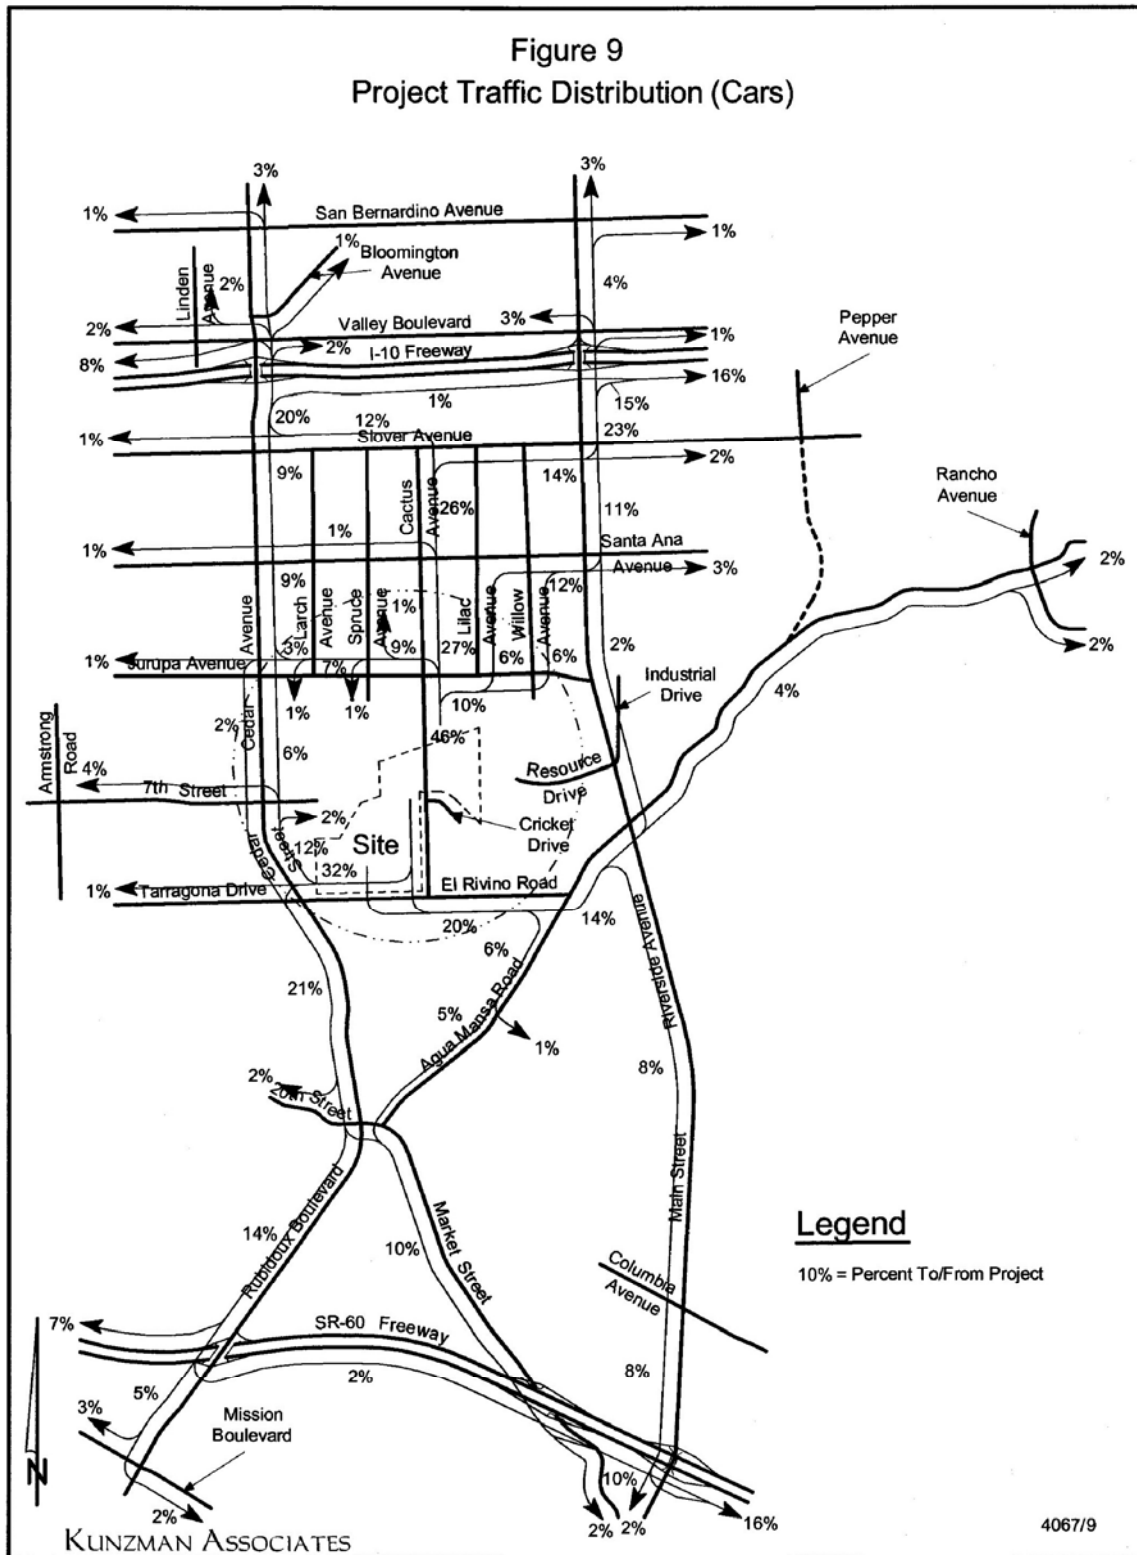 Figure 9
Project Traffic Distribution (Cars)
3%
3%
1%
San Bernardino Avenue
1%
1%
Bloomington
Avenue
Linden
Avenue
2%
4%
2%
Valley Boulevard
3%
1%
Pepper
Avenue
8%
2%
I-10 Freeway
16%
1%
15%
20%
12%
23%
1%
Slover Avenue
2%
9%
14%
Rancho
Avenue
Cactus
Avenue
26%
11%
1%
1%
Santa Ana
Avenue
3%
2%
9%
12%
Cedar
Avenue
Larch
Avenue
Spruce
Avenue
1%
Lilac
Avenue
Willow
Avenue
3%
9%
27%
6%
6%
2%
2%
1%
Jurupa Avenue
7%
Industrial
Drive
4%
1%
1%
10%
2%
Cedar
6%
46%
Armstrong
Road
4%
7th Street
Resource
Drive
2%
Cricket
Drive
Cedar
Street
12%
Site
32%
1%
Tarragona Drive
El Rivino Road
20%
14%
6%
Riverside Avenue
21%
5%
Agua Mansa Road
1%
8%
2%
20th Street
Main Street
14%
Rubidoux Boulevard
10%
Market Street
Legend
10% = Percent To/From Project
Columbia
Avenue
7%
SR-60 Freeway
8%
2%
5%
3%
Mission
Boulevard
N
10%
2%
2%
2%
16%
KUNZMAN ASSOCIATES
4067/9